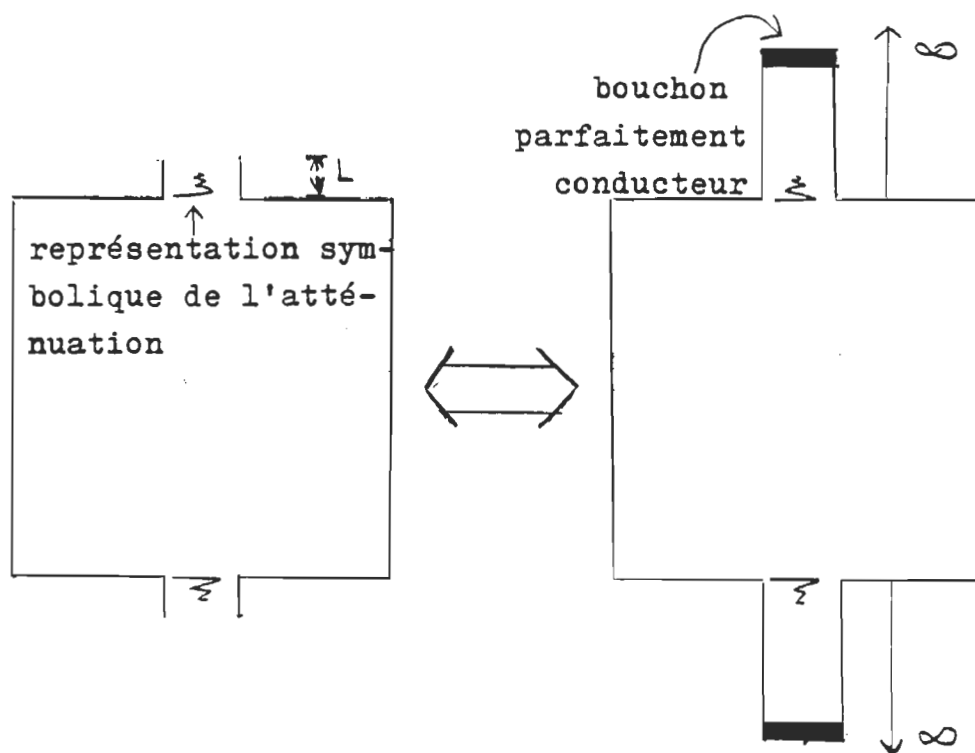 bouchon
parfaitement
conducteur
∞
L
représentation sym-
bolique de l'atté-
nuation
∞